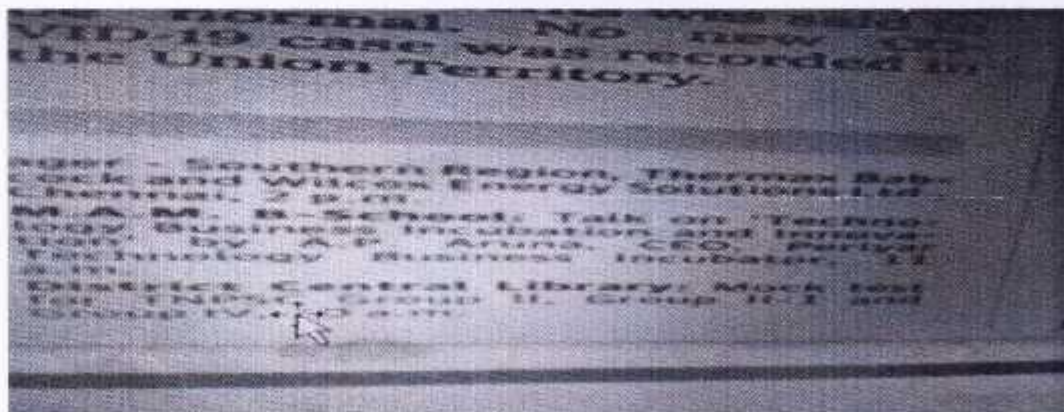 normal. No new
VID-19 case was recorded in
the Union Territory.
ager - Southern Region, Thermax Bab-
cock and Wilcox Energy Solutions Ltd
Chennai, 2 p.m
M.A.M. B-School: Talk on 'Techno
logy Business Incubation and Innova
tion, by A.P. Aruna, CEO, Periyar
Technology Business Incubator, 11
a.m
District Central Library: Mock test
for TNPSC Group II, Group II-I and
Group IV, a.m